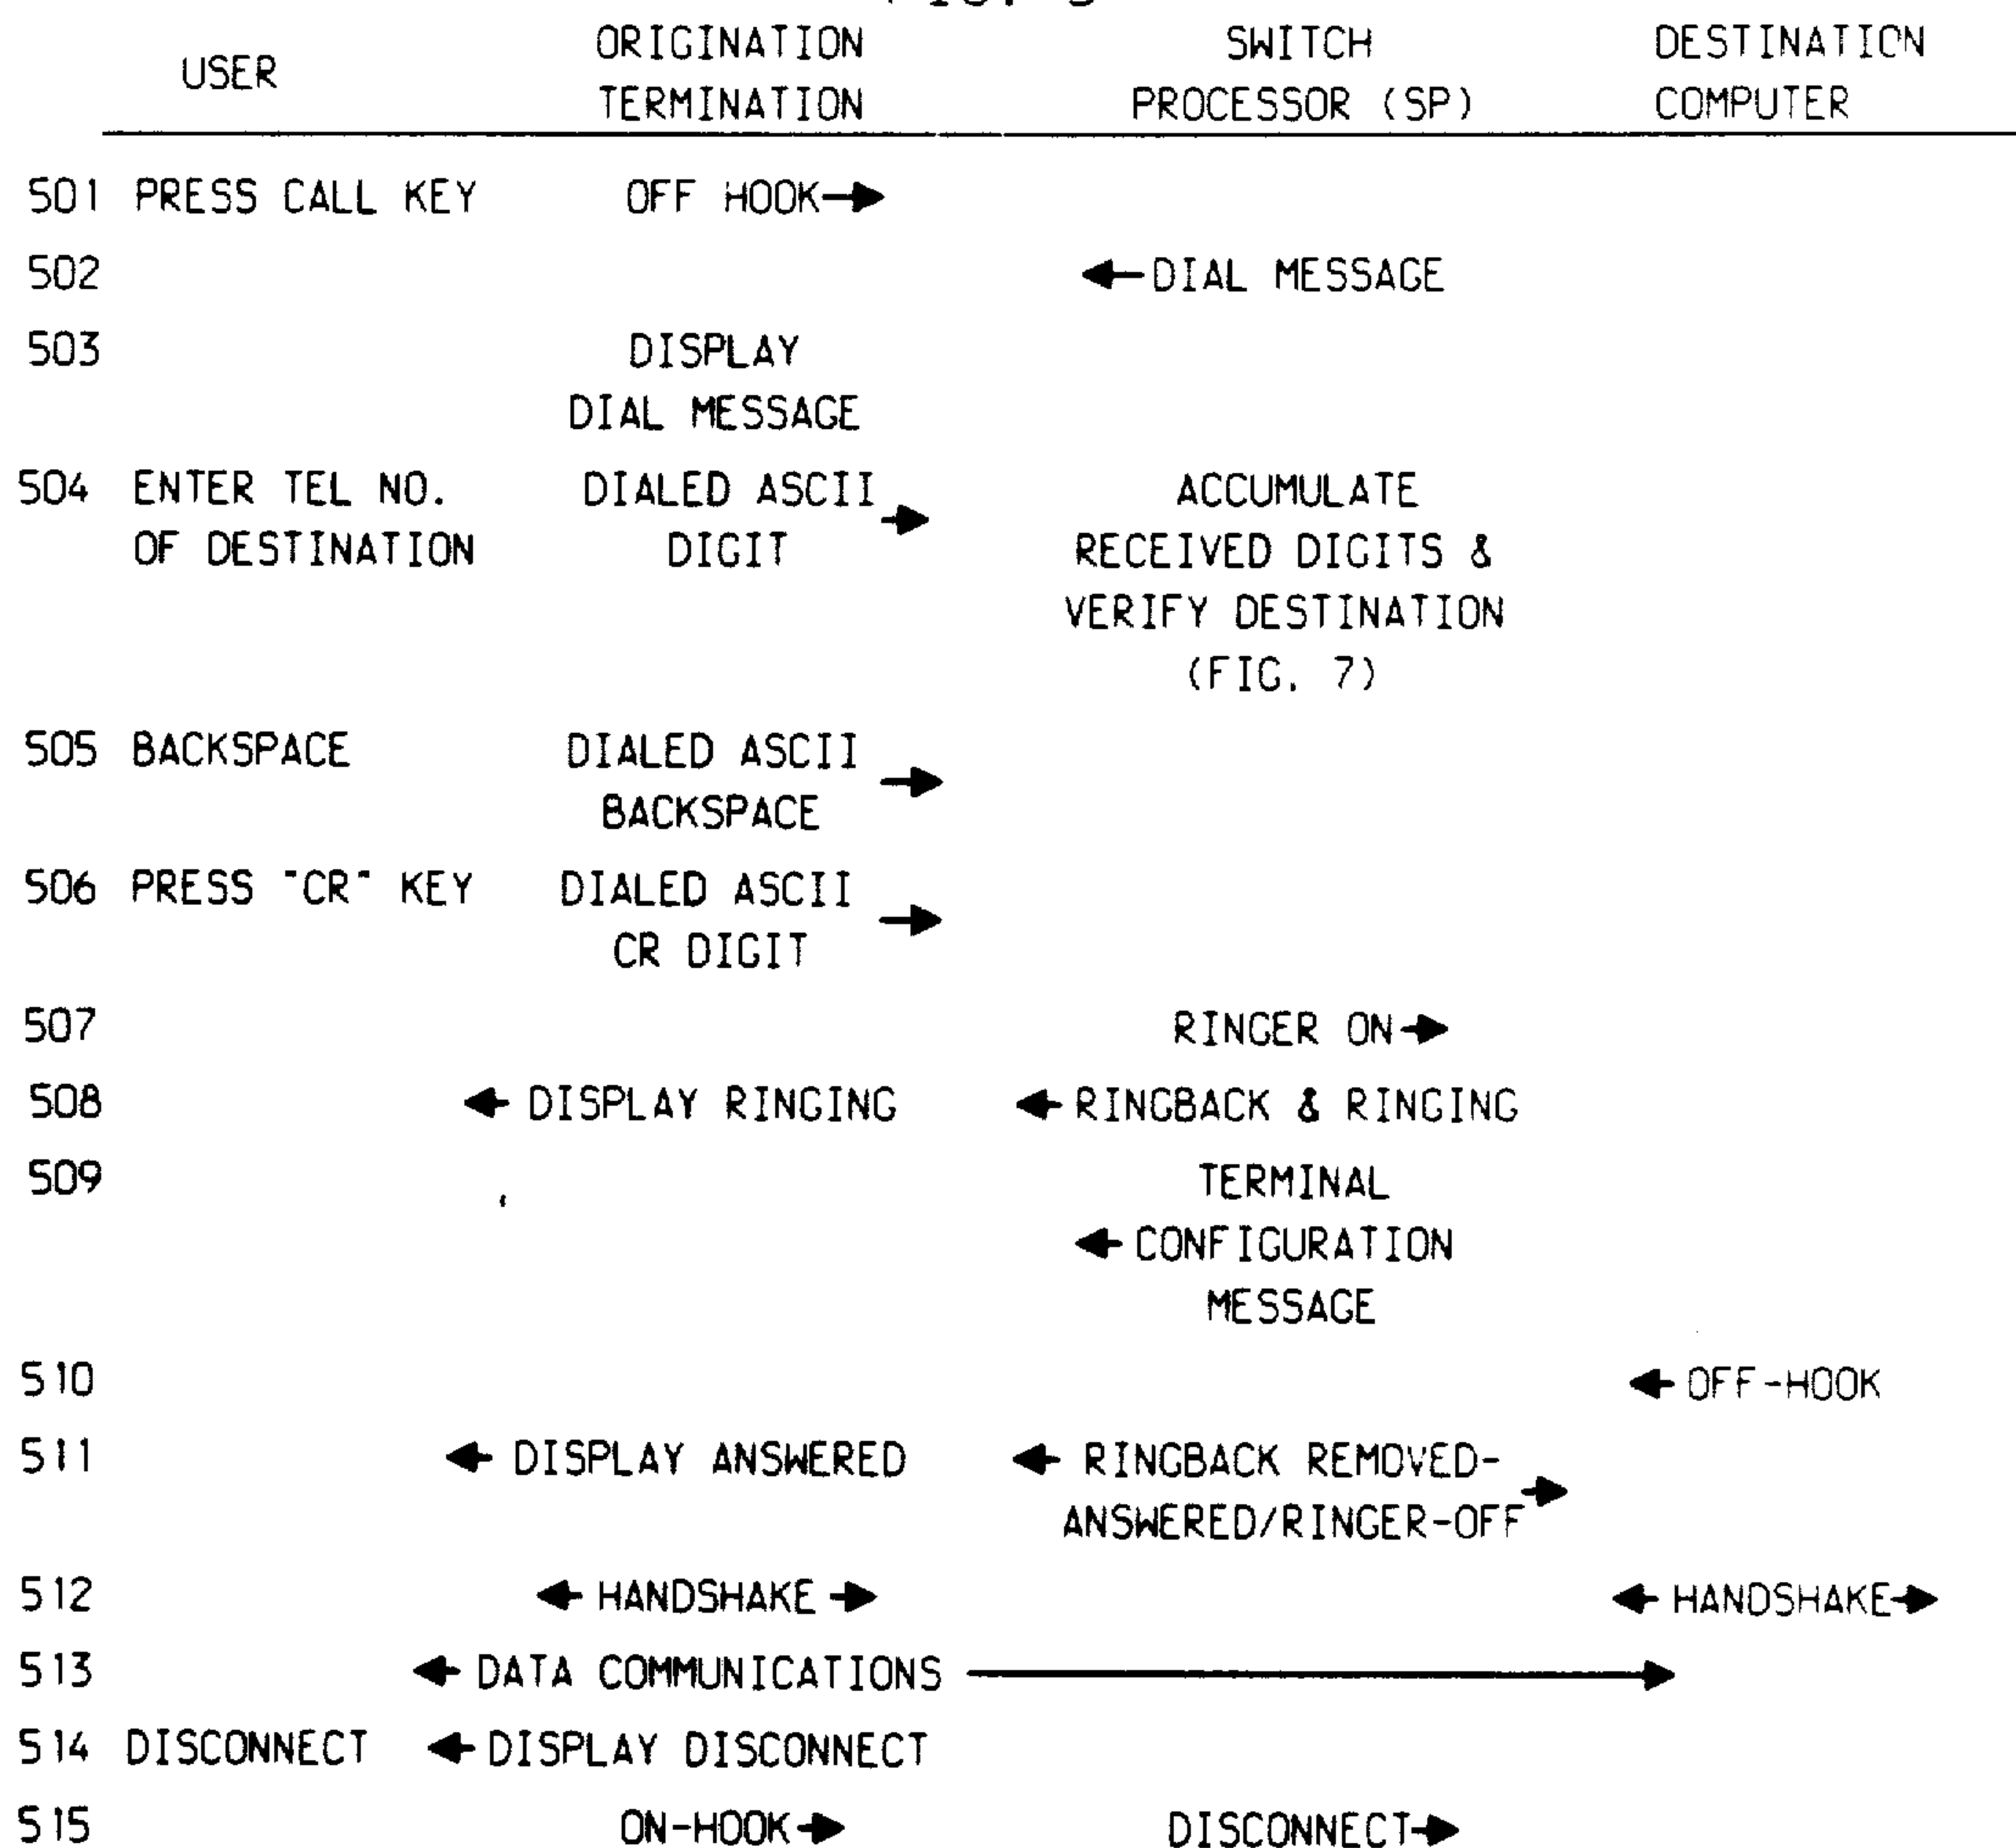 USER ORIGINATION TERMINATION SWITCH PROCESSOR (SP) DESTINATION COMPUTER
501 PRESS CALL KEY OFF HOOK→
502 ←DIAL MESSAGE
503 DISPLAY
DIAL MESSAGE
504 ENTER TEL NO. DIALED ASCII → ACCUMULATE
OF DESTINATION DIGIT RECEIVED DIGITS &
VERIFY DESTINATION
(FIG. 7)
505 BACKSPACE DIALED ASCII →
BACKSPACE
506 PRESS "CR" KEY DIALED ASCII →
CR DIGIT
507 RINGER ON→
508 ← DISPLAY RINGING ← RINGBACK & RINGING
509 TERMINAL
← CONFIGURATION
MESSAGE
510 ← OFF-HOOK
511 ← DISPLAY ANSWERED ← RINGBACK REMOVED-
ANSWERED/RINGER-OFF →
512 ← HANDSHAKE → ← HANDSHAKE→
513 ← DATA COMMUNICATIONS →
514 DISCONNECT ← DISPLAY DISCONNECT
515 ON-HOOK→ DISCONNECT→